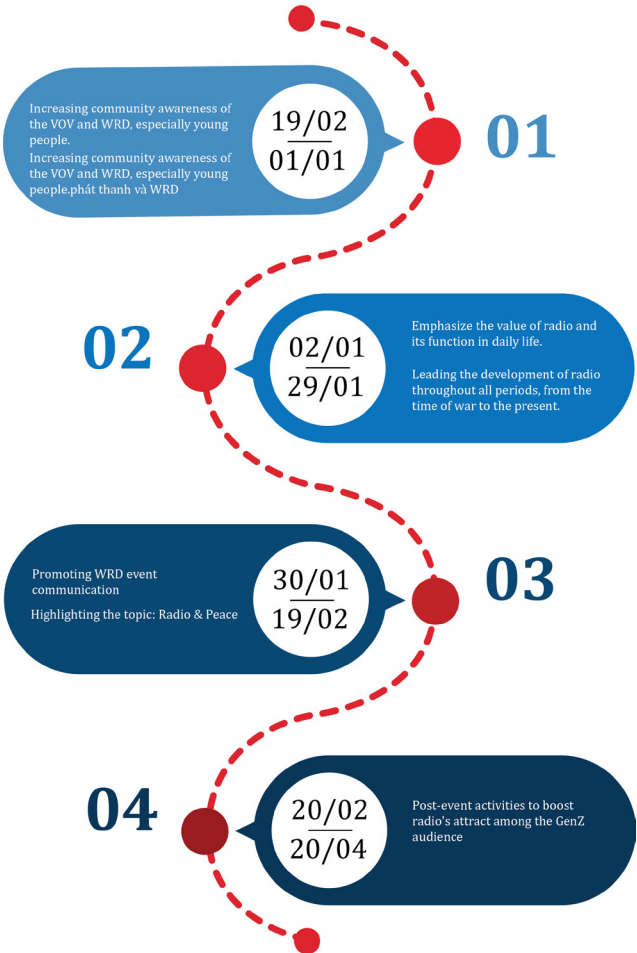 Increasing community awareness of
the VOV and WRD, especially young
people.
Increasing community awareness of
the VOV and WRD, especially young
people.phát thanh và WRD
19/02
01/01
01
02
02/01
29/01
Emphasize the value of radio and
its function in daily life.
Leading the development of radio
throughout all periods, from the
time of war to the present.
Promoting WRD event
communication
Highlighting the topic: Radio & Peace
30/01
19/02
03
04
20/02
20/04
Post-event activities to boost
radio's attract among the GenZ
audience